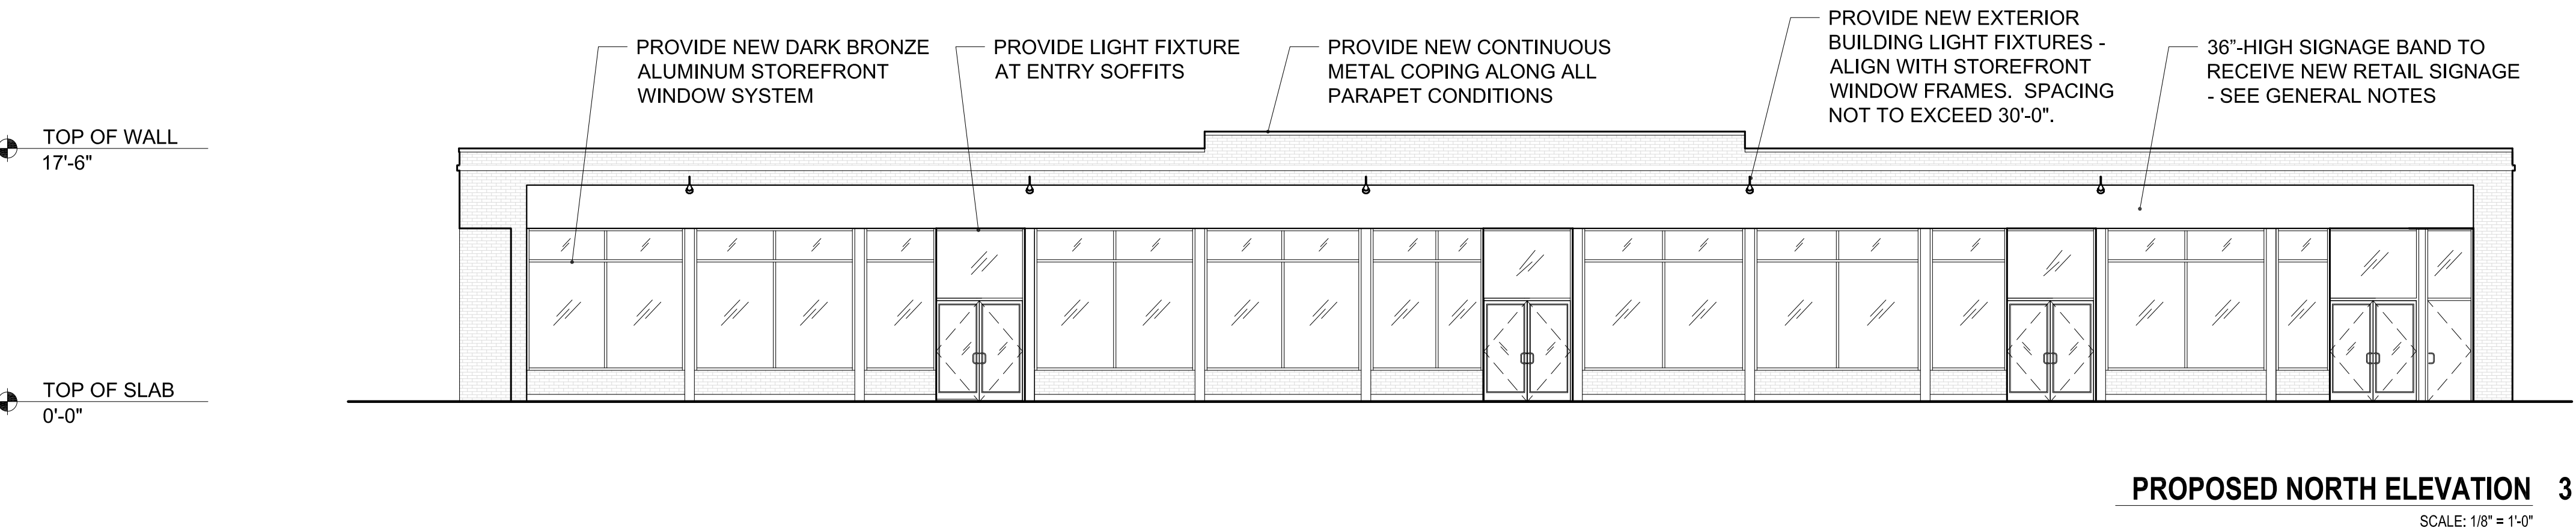 PROVIDE NEW DARK BRONZE
ALUMINUM STOREFRONT
WINDOW SYSTEM
PROVIDE LIGHT FIXTURE
AT ENTRY SOFFITS
PROVIDE NEW CONTINUOUS
METAL COPING ALONG ALL
PARAPET CONDITIONS
PROVIDE NEW EXTERIOR
BUILDING LIGHT FIXTURES -
ALIGN WITH STOREFRONT
WINDOW FRAMES.  SPACING
NOT TO EXCEED 30'-0".
36”-HIGH SIGNAGE BAND TO
RECEIVE NEW RETAIL SIGNAGE
- SEE GENERAL NOTES
TOP OF WALL
17'-6"
TOP OF SLAB
0'-0"
PROPOSED NORTH ELEVATION 3
SCALE: 1/8" = 1'-0"